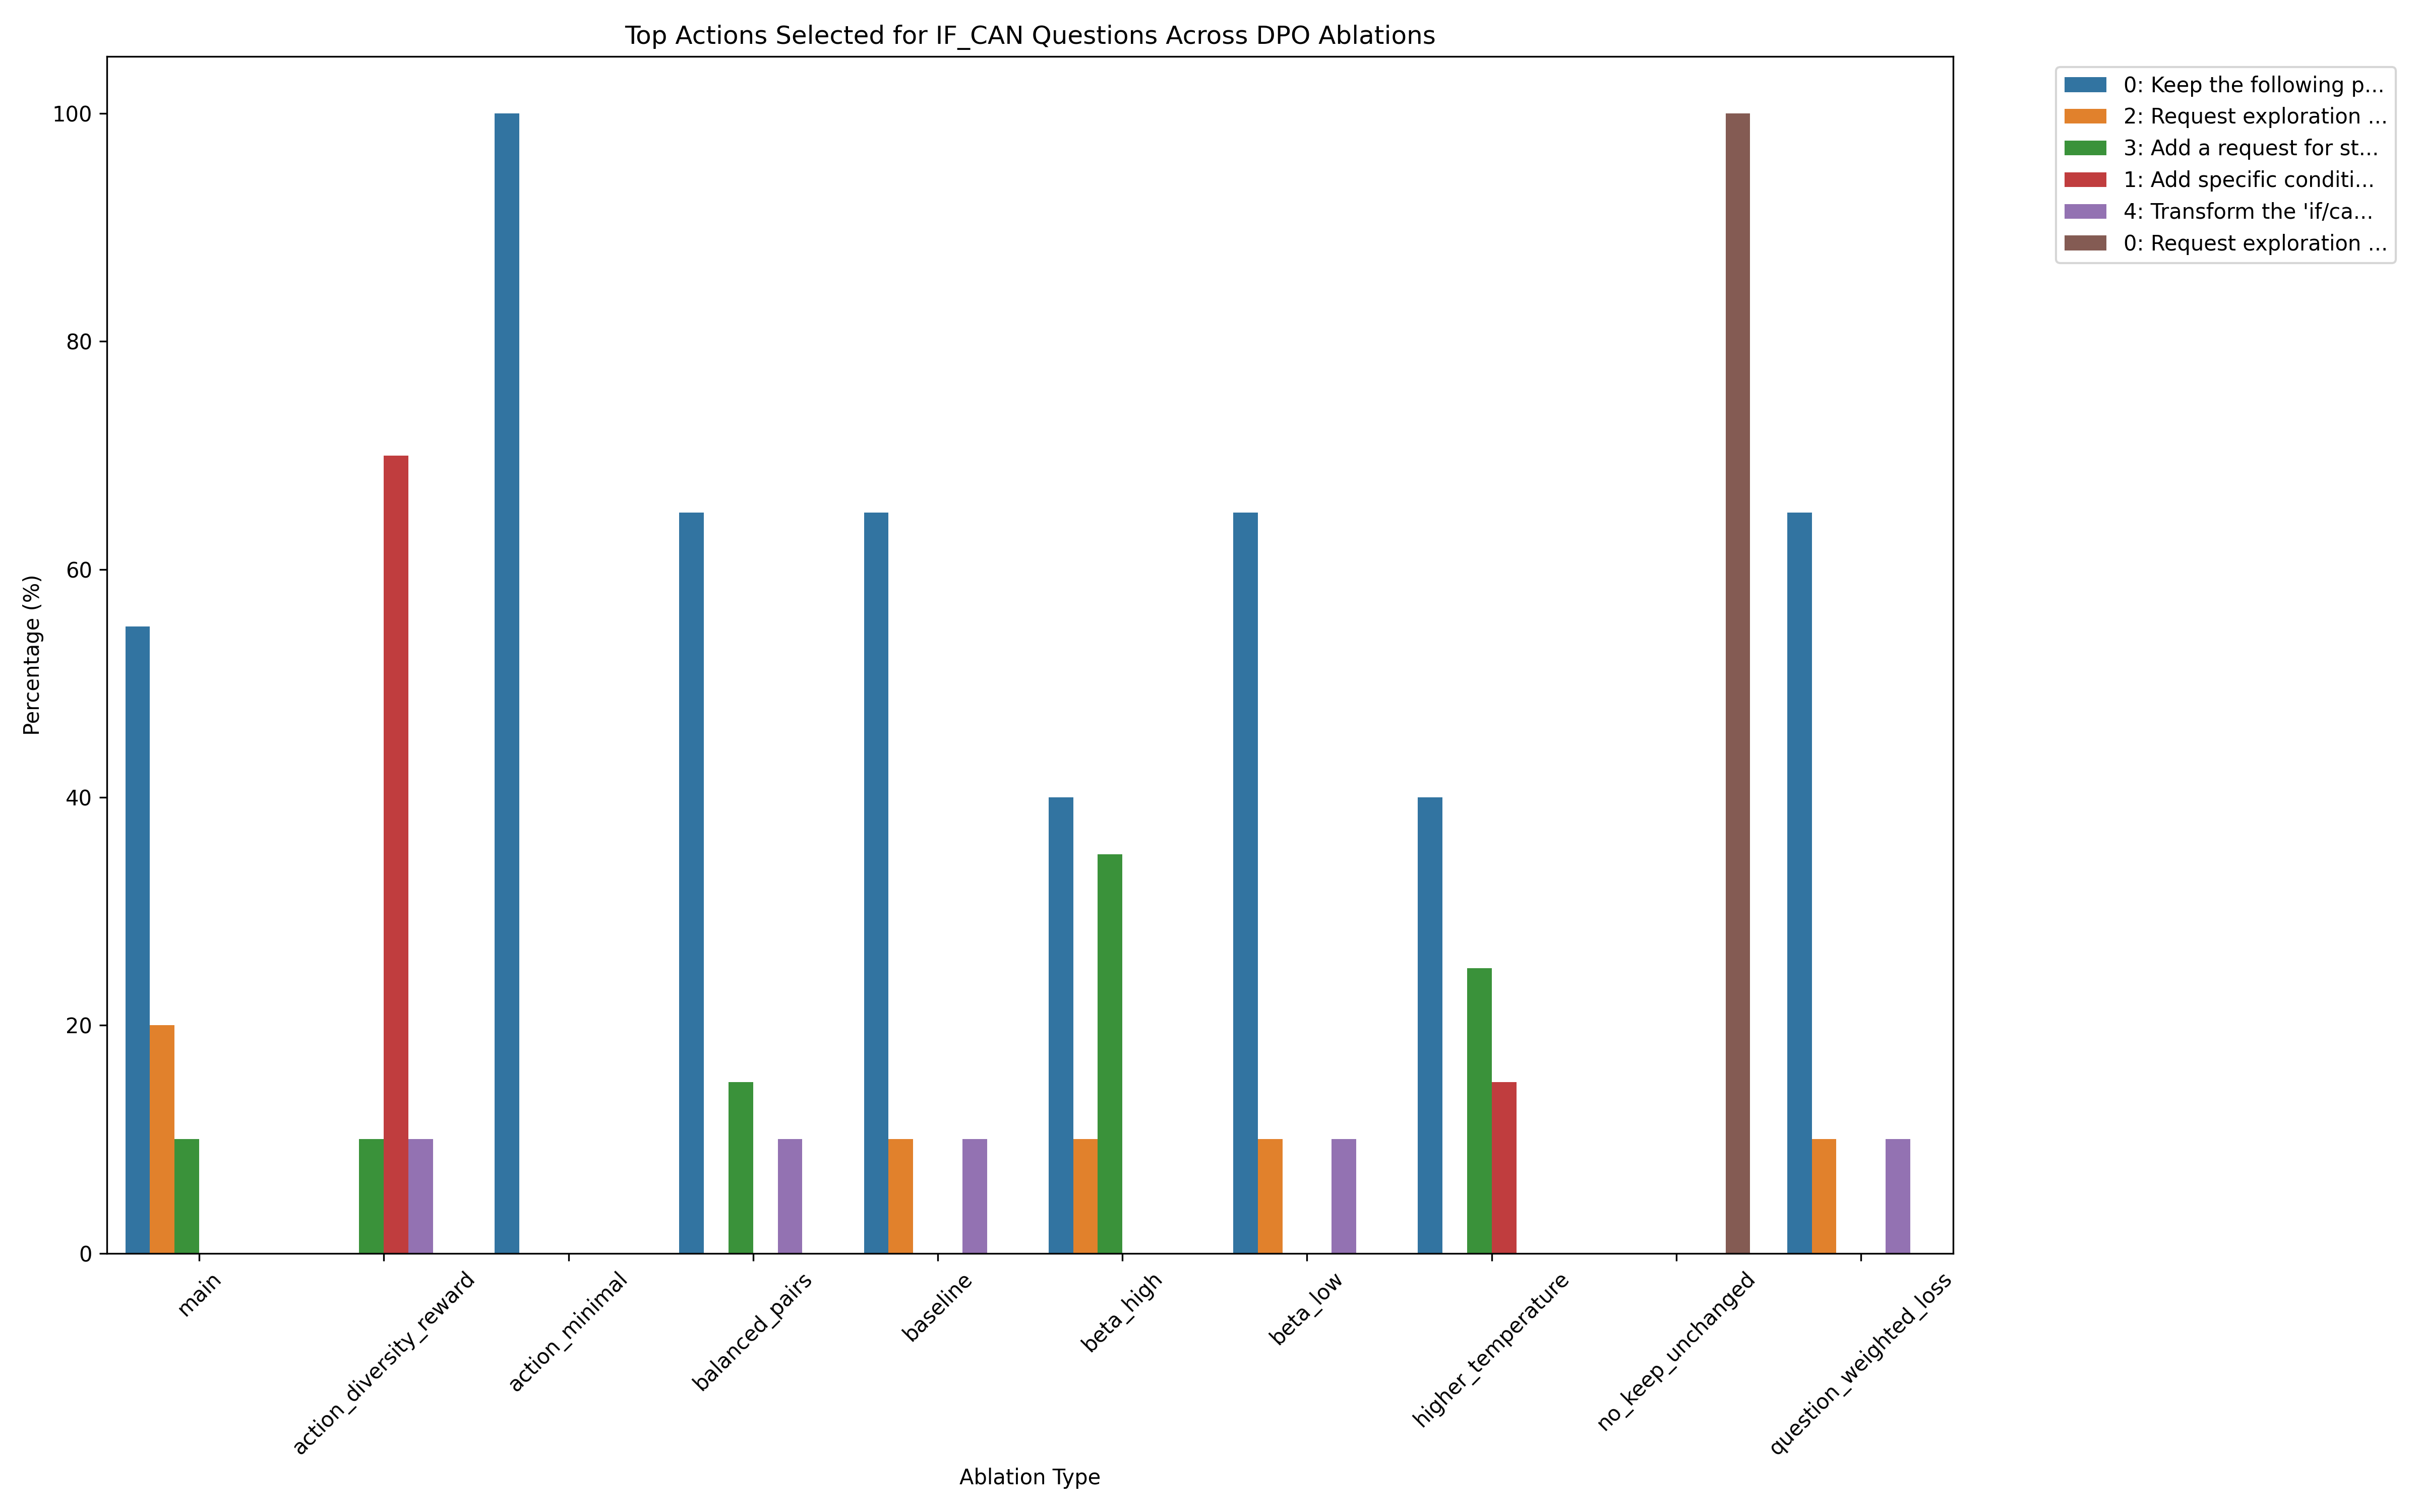 Top Actions Selected for IF_CAN Questions Across DPO Ablations
0: Keep the following p...
2: Request exploration ...
3: Add a request for st...
1: Add specific conditi...
4: Transform the 'if/ca...
0: Request exploration ...
Percentage (%)
100
80
60
40
20
0
main
action_diversity_reward
action_minimal
balanced_pairs
baseline
beta_high
beta_low
higher_temperature
no_keep_unchanged
question_weighted_loss
Ablation Type